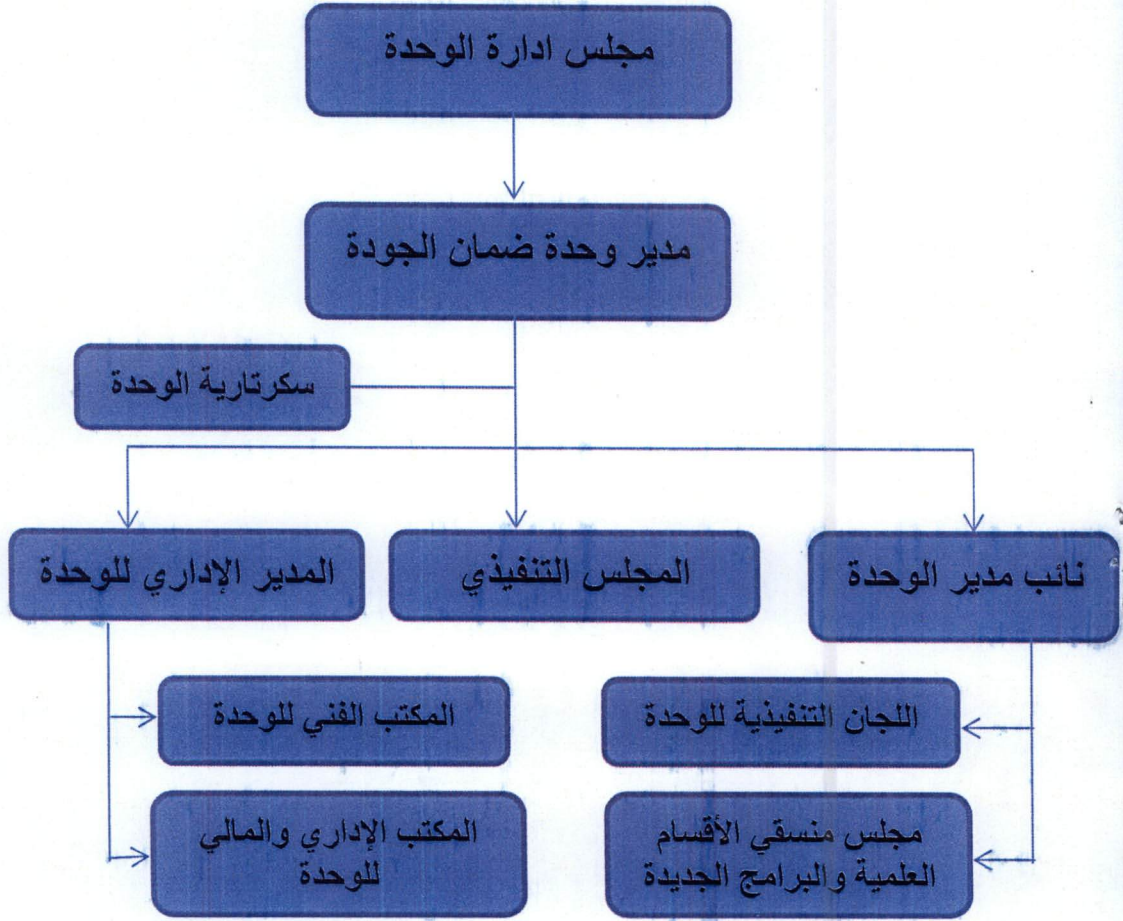 مجلس ادارة الوحدة
مدير وحدة ضمان الجودة
سكرتارية الوحدة
نائب مدير الوحدة
المجلس التنفيذي
المدير الإداري للوحدة
اللجان التنفيذية للوحدة
المكتب الفني للوحدة
مجلس منسقي الأقسام
العلمية والبرامج الجديدة
المكتب الإداري والمالي
للوحدة